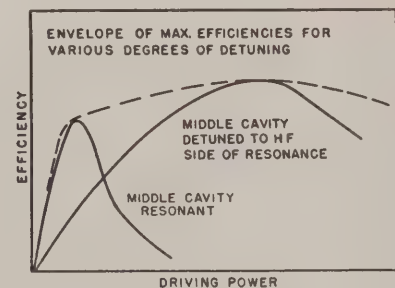 ENVELOPE OF MAX. EFFICIENCIES FOR
VARIOUS DEGREES OF DETUNING
EFFICIENCY
MIDDLE CAVITY
DETUNED TO HF
SIDE OF RESONANCE
MIDDLE CAVITY
RESONANT
DRIVING POWER